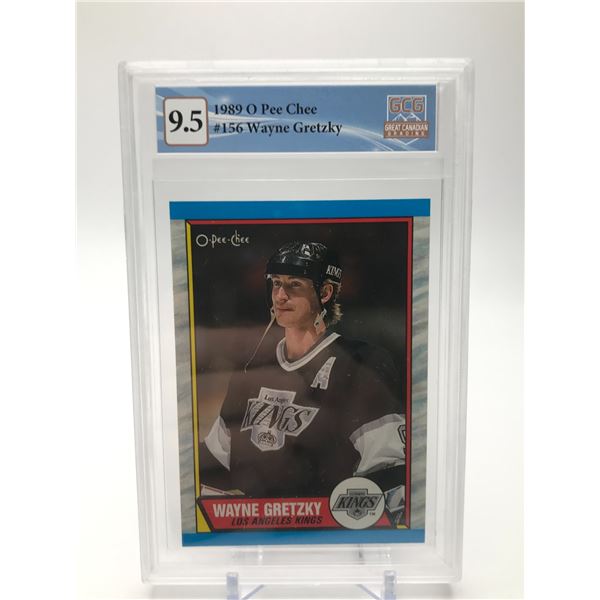 9.5
1989 O Pee Chee
#156 Wayne Gretzky
GCG
GREAT CANADIAN
GRADING
O-Pee-Chee
KINGS
A
Los Angeles
KINGS
WAYNE GRETZKY
LOS ANGELES KINGS
KINGS
TM